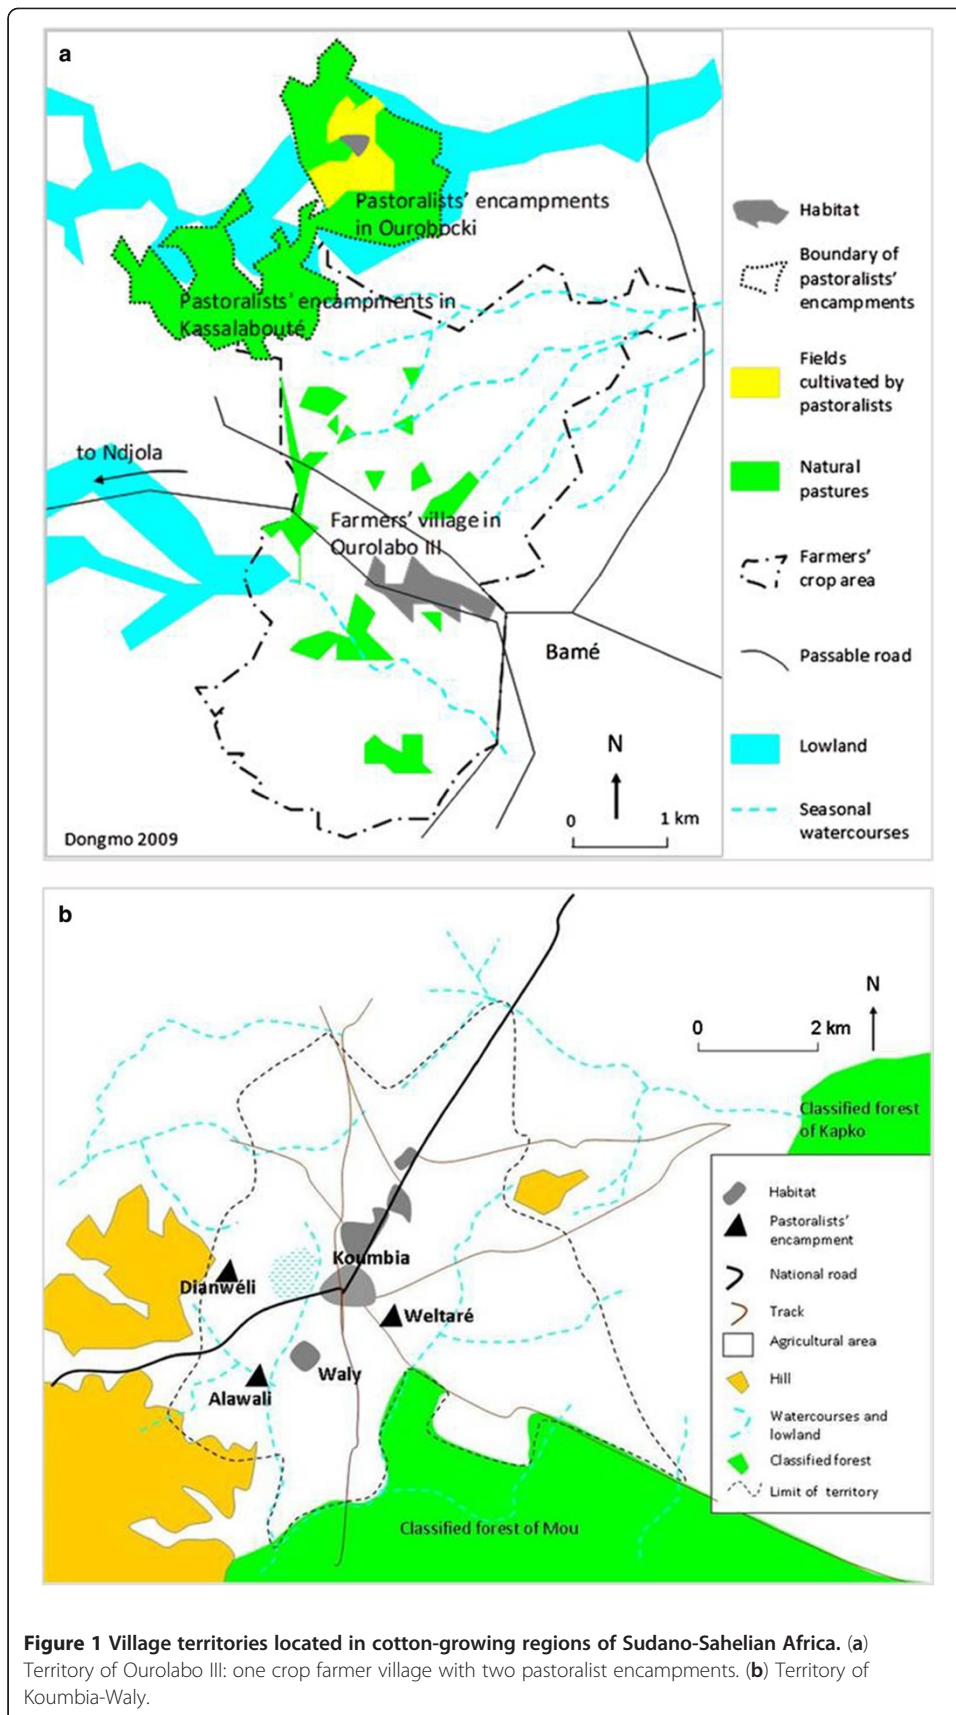 a
Pastoralists’ encampments
in Ourobocki
Pastoralists’ encampments in
Kassalabouté
to Ndjola
Farmers’ village in
Ourolabo III
Bamé
N
0
1 km
Dongmo 2009
Habitat
Boundary of
pastoralists’
encampments
Fields
cultivated by
pastoralists
Natural
pastures
Farmers’
crop area
Passable road
Lowland
Seasonal
watercourses
b
N
0
2 km
Classified forest
of Kapko
Koumbia
Dianwéli
Weltaré
Waly
Alawali
Classified forest of Mou
Habitat
Pastoralists’
encampment
National road
Track
Agricultural area
Hill
Watercourses and
lowland
Classified forest
Limit of territory
Figure 1 Village territories located in cotton-growing regions of Sudano-Sahelian Africa. (a)
Territory of Ourolabo III: one crop farmer village with two pastoralist encampments. (b) Territory of
Koumbia-Waly.